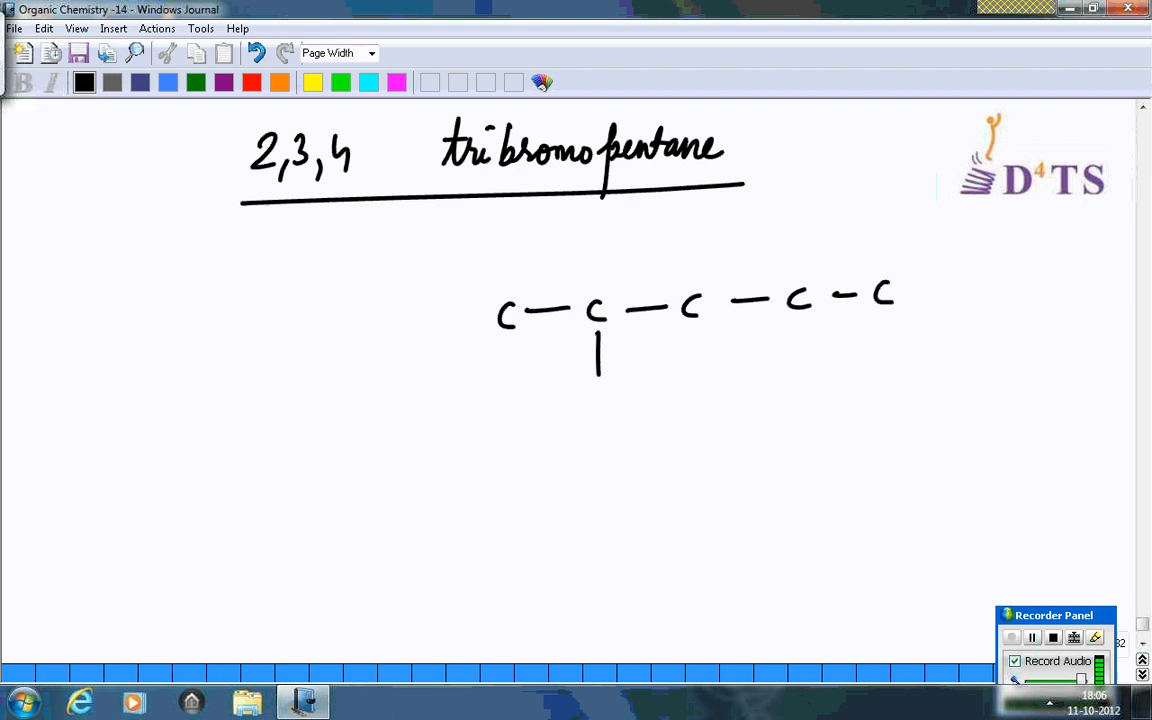 Organic Chemistry -14 - Windows Journal
File Edit View Insert Actions Tools Help
Page Width
B I
2,3,4 tribromopentane
D4TS
C — C — C — C - C
Recorder Panel
32
Record Audio
18:06
11-10-2012